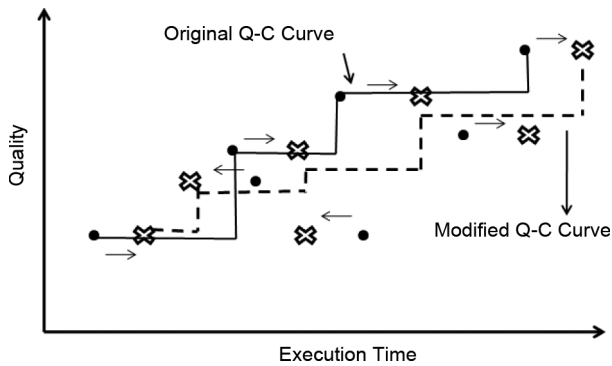 Original Q-C Curve
Quality
Modified Q-C Curve
Execution Time